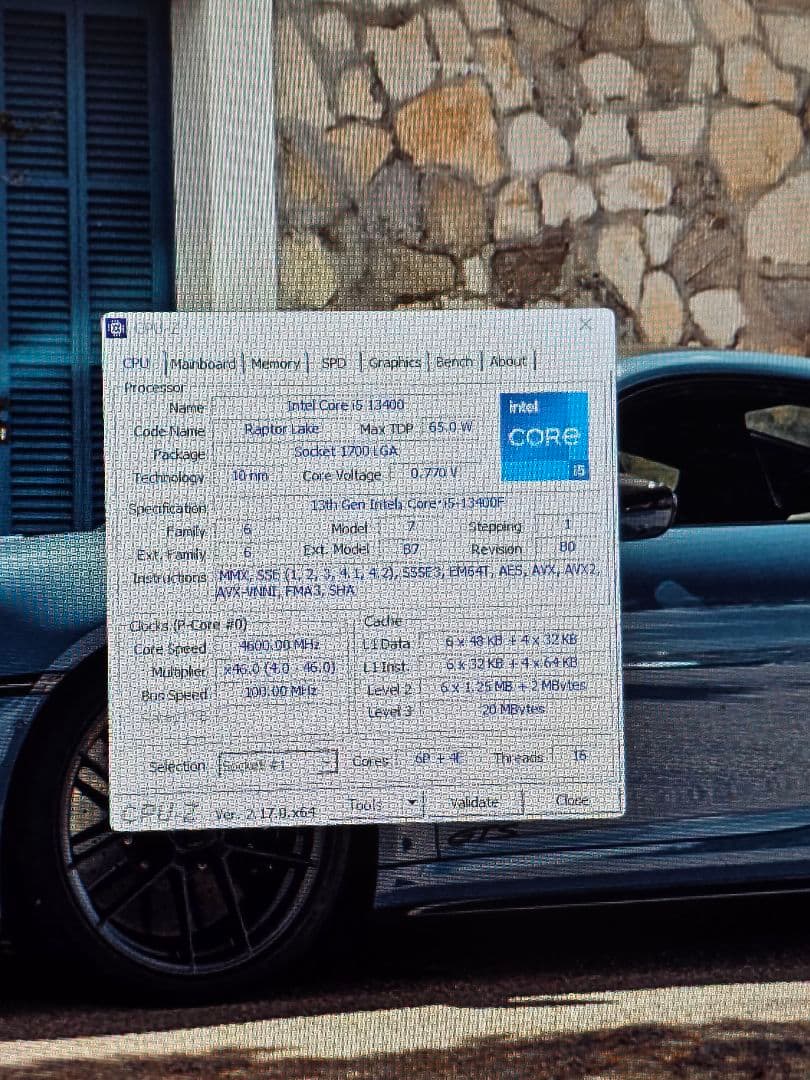 CPU-Z
CPU Mainboard Memory SPD Graphics Bench About
Processor
Name Intel Core i5 13400
Code Name Raptor Lake Max TDP 65.0 W
Package Socket 1700 LGA
Technology 10 nm Core Voltage 0.770 V
intel
CORE
i5
Specification 13th Gen Intel Core i5-13400F
Family 6 Model 7 Stepping 1
Ext. Family 6 Ext. Model B7 Revision B0
Instructions MMX, SSE (1, 2, 3, 4.1, 4.2), SSSE3, EM64T, AES, AVX, AVX2,
AVX-VNNI, FMA3, SHA
Clocks (P-Core #0)
Core Speed 4600.00 MHz
Multiplier x46.0 (4.0 - 46.0)
Bus Speed 100.00 MHz
Cache
L1 Data 6 x 48 KB + 4 x 32 KB
L1 Inst. 6 x 32 KB + 4 x 64 KB
Level 2 6 x 1.25 MB + 2 MBytes
Level 3 20 MBytes
Selection Socket #1 Cores 6P + 4E Threads 16
CPU-Z Ver. 2.17.0.x64 Tools Validate Close
GTS